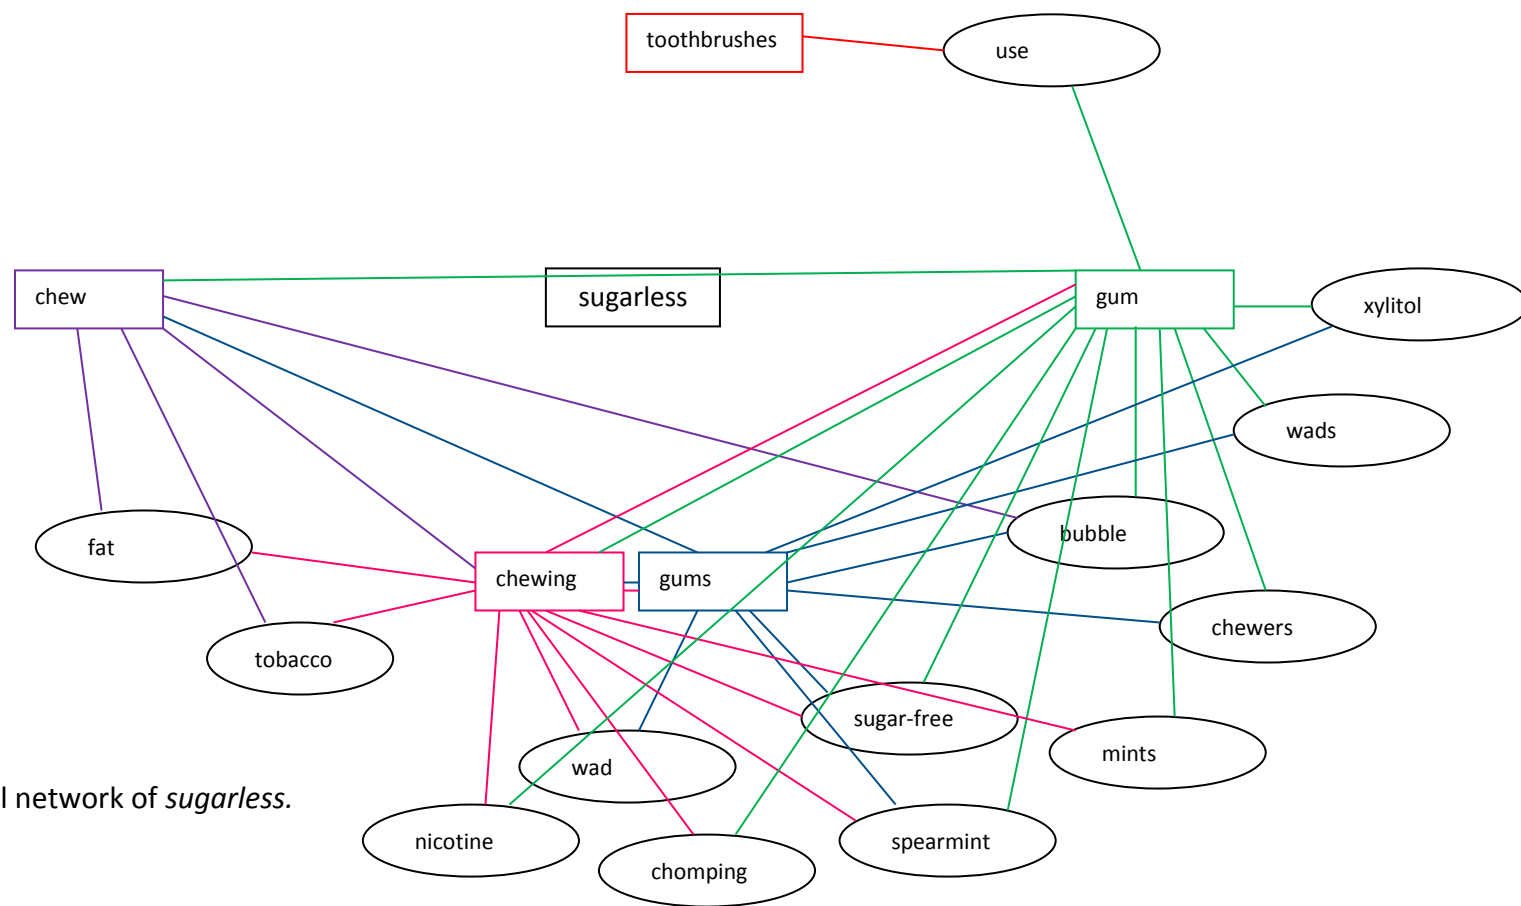 toothbrushes
use
chew
sugarless
gum
xylitol
wads
bubble
fat
chewing
gums
chewers
tobacco
sugar-free
mints
wad
l network of sugarless.
nicotine
chomping
spearmint